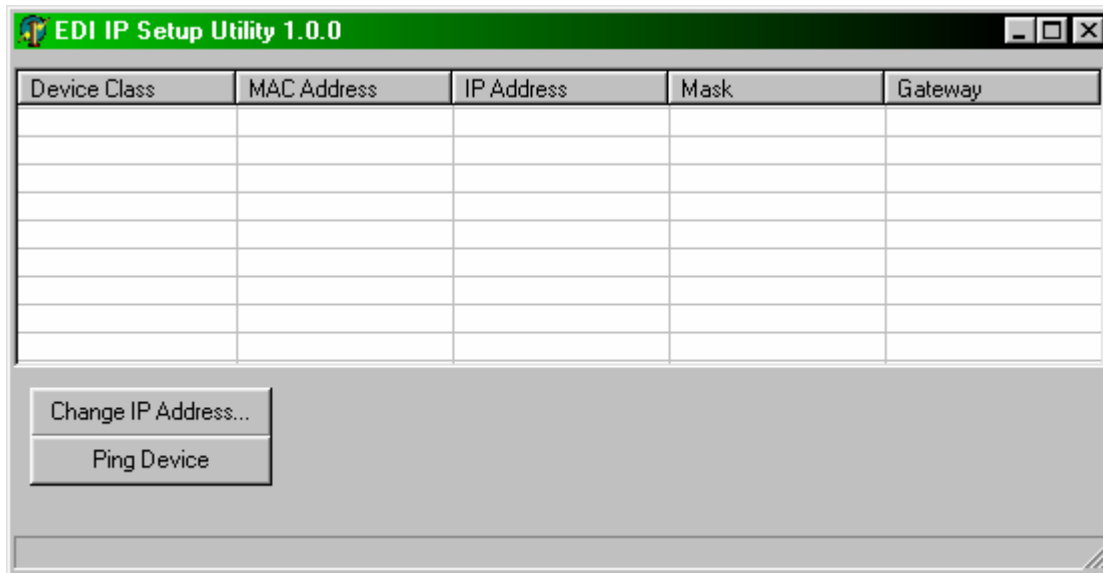 EDI IP Setup Utility 1.0.0
Device Class MAC Address IP Address Mask Gateway
Change IP Address...
Ping Device